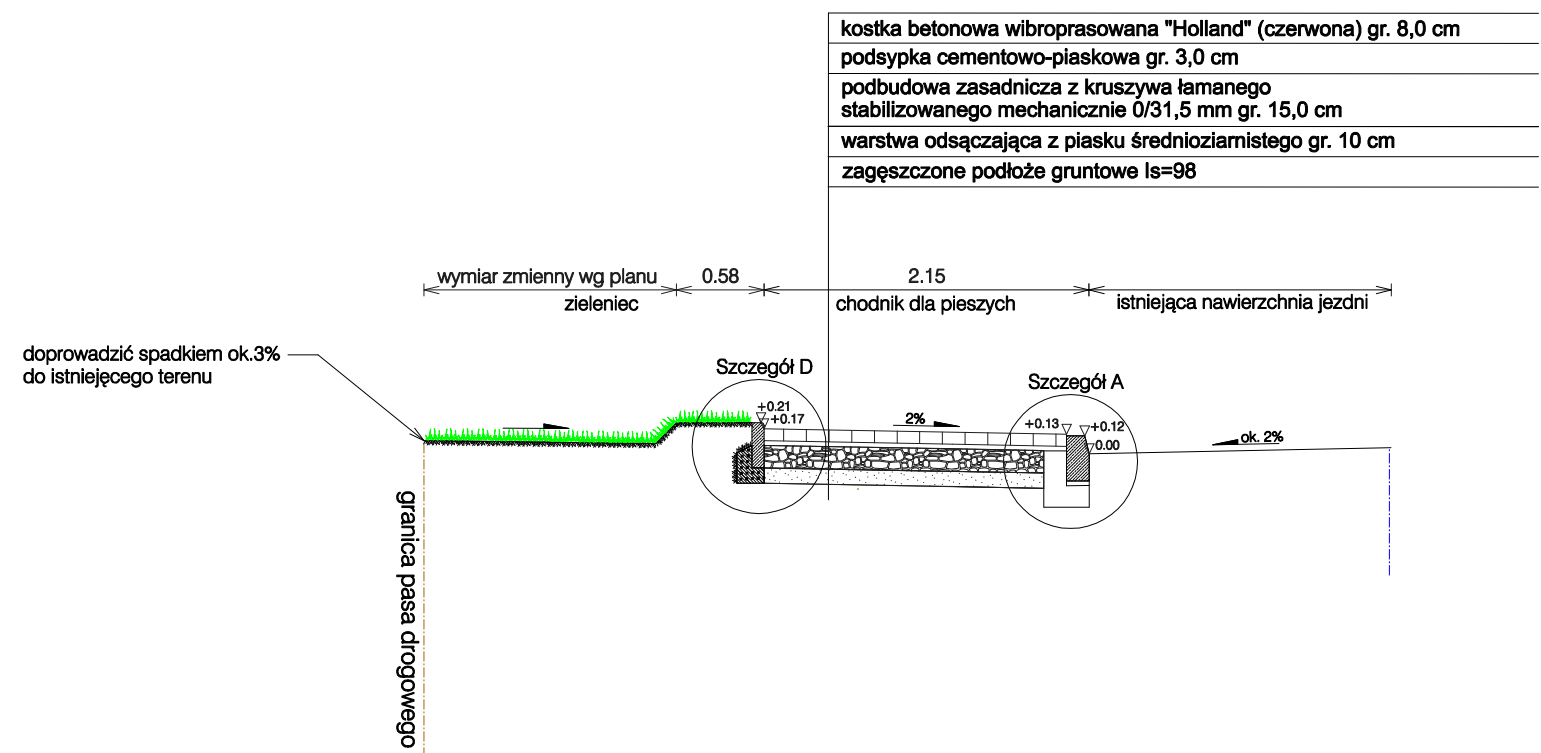 kostka betonowa wibroprasowana "Holland" (czerwona) gr. 8,0 cm
podsypka cementowo-piaskowa gr. 3,0 cm
podbudowa zasadnicza z kruszywa łamanego
stabilizowanego mechanicznie 0/31,5 mm gr. 15,0 cm
warstwa odsączająca z piasku średnioziarnistego gr. 10 cm
zagęszczone podłoże gruntowe Is=98
wymiar zmienny wg planu
0.58
2.15
zieleniec
chodnik dla pieszych
istniejąca nawierzchnia jezdni
doprowadzić spadkiem ok.3%
do istniejęcego terenu
Szczegół D
Szczegół A
+0.21
+0.17
2%
+0.13
+0.12
0.00
ok. 2%
granica pasa drogowego